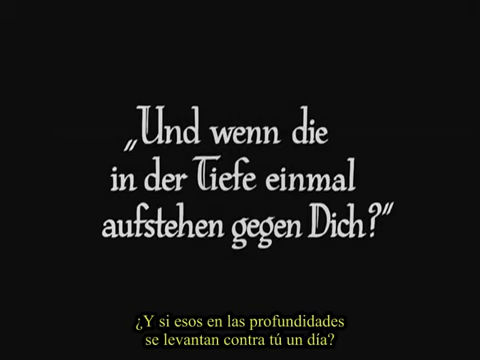 „Und wenn die
in der Tiefe einmal
aufstehen gegen Dich?“
¿Y si esos en las profundidades
se levantan contra tú un día?